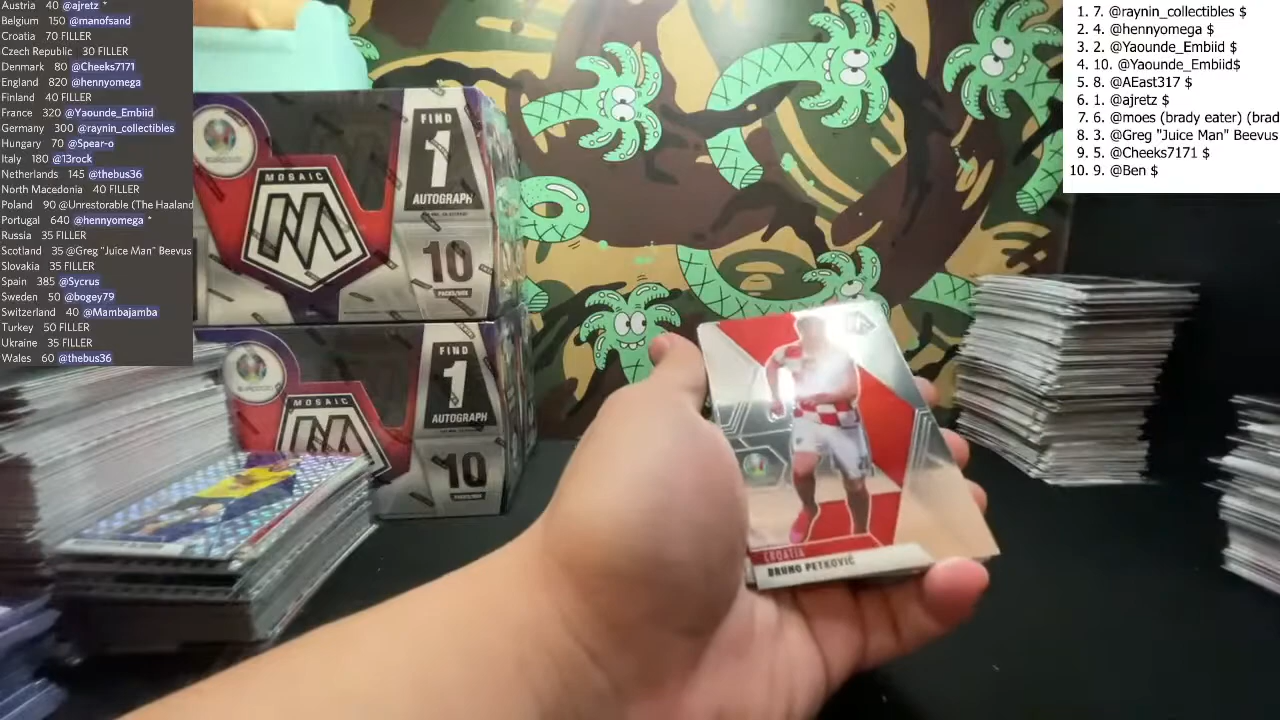 Austria 40 @ajretz *
Belgium 150 @manofsand
Croatia 70 FILLER
Czech Republic 30 FILLER
Denmark 80 @Cheeks7171
England 820 @hennyomega
Finland 40 FILLER
France 320 @Yaounde_Embiid
Germany 300 @raynin_collectibles
Hungary 70 @Spear-o
Italy 180 @13rock
Netherlands 145 @thebus36
North Macedonia 40 FILLER
Poland 90 @Unrestorable (The Haaland
Portugal 640 @hennyomega *
Russia 35 FILLER
Scotland 35 @Greg "Juice Man" Beevus
Slovakia 35 FILLER
Spain 385 @Sycrus
Sweden 50 @bogey79
Switzerland 40 @Mambajamba
Turkey 50 FILLER
Ukraine 35 FILLER
Wales 60 @thebus36
1. 7. @raynin_collectibles $
2. 4. @hennyomega $
3. 2. @Yaounde_Embiid $
4. 10. @Yaounde_Embiid$
5. 8. @AEast317 $
6. 1. @ajretz $
7. 6. @moes (brady eater) (brad
8. 3. @Greg "Juice Man" Beevus
9. 5. @Cheeks7171 $
10. 9. @Ben $
MOSAIC
FIND
1
AUTOGRAPH
10
PACKS/BOX
MOSAIC
FIND
1
AUTOGRAPH
10
CROATIA
BRUNO PETKOVIĆ